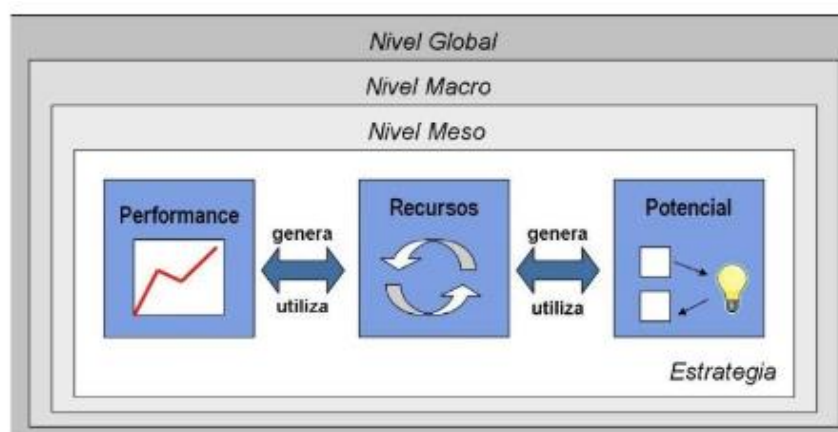 Nivel Global
Nivel Macro
Nivel Meso
Performance
genera
utiliza
Recursos
genera
utiliza
Potencial
Estrategia